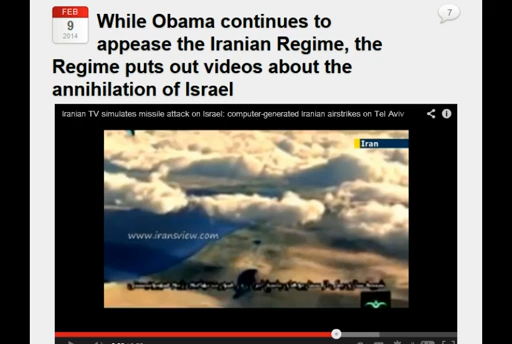 FEB
9
2014
7
While Obama continues to
appease the Iranian Regime, the
Regime puts out videos about the
annihilation of Israel
Iranian TV simulates missile attack on Israel: computer-generated Iranian airstrikes on Tel Aviv
Iran
www.iransview.com